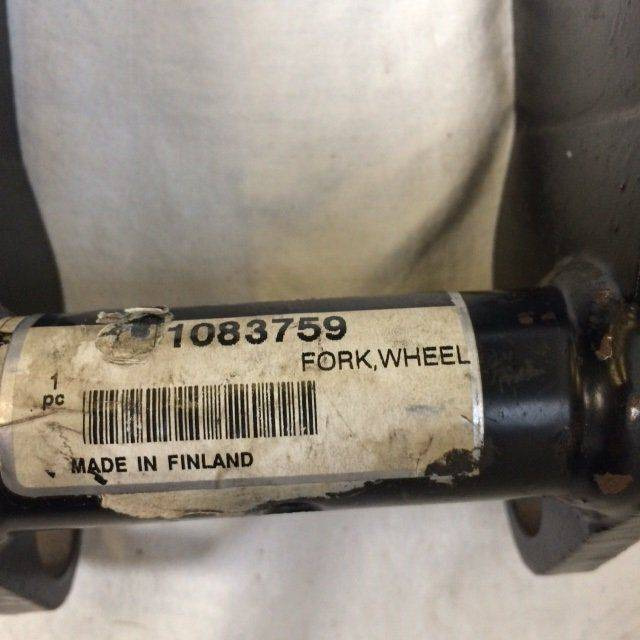 1083759
FORK,WHEEL
1
pc
MADE IN FINLAND